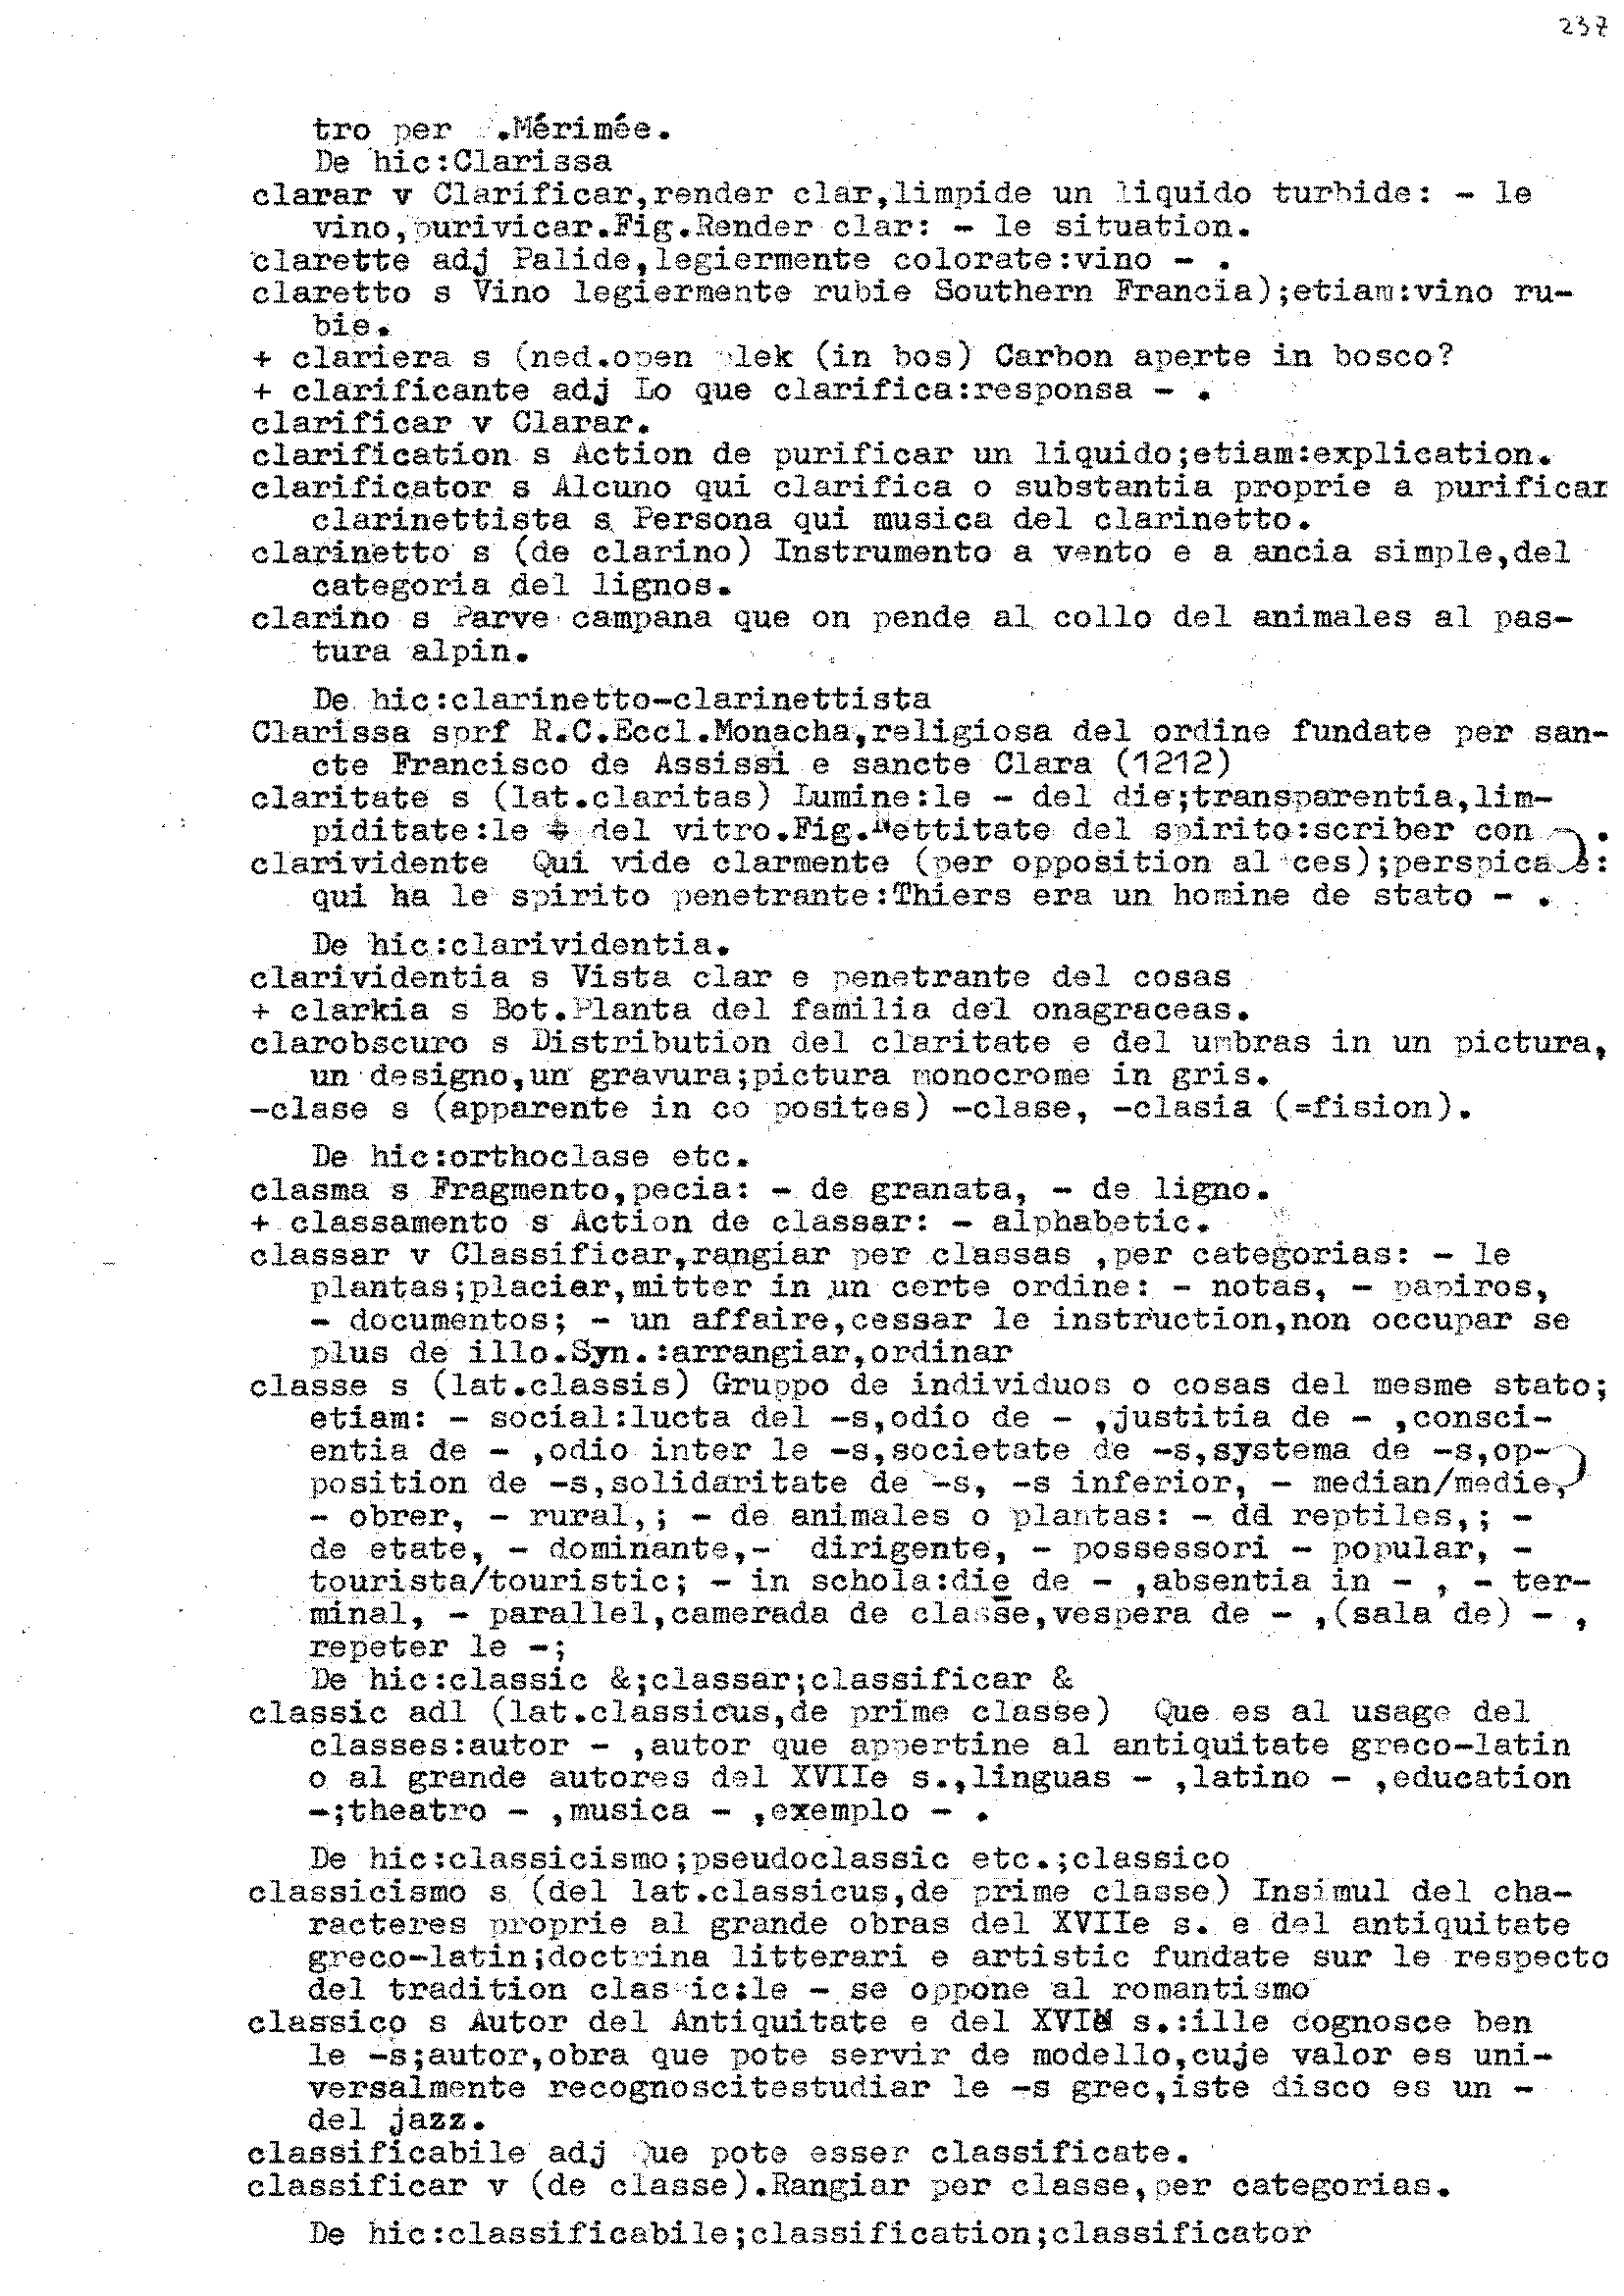 237
tro per .Mérimée.
De hic:Clarissa
clarar v Clarificar,render clar,limpide un liquido turbide: - le
vino,purivicar.Fig.Render clar: - le situation.
clarette adj Palide,legiermente colorate:vino - .
claretto s Vino legiermente rubie Southern Francia);etiam:vino ru-
bie.
+ clariera s (ned.open plek (in bos) Carbon aperte in bosco?
+ clarificante adj Lo que clarifica:responsa - .
clarificar v Clarar.
clarification s Action de purificar un liquido;etiam:explication.
clarificator s Alcuno qui clarifica o substantia proprie a purificar
clarinettista s Persona qui musica del clarinetto.
clarinetto s (de clarino) Instrumento a vento e a ancia simple,del
categoria del lignos.
clarino s Parve campana que on pende al collo del animales al pas-
tura alpin.
De hic:clarinetto-clarinettista
Clarissa sprf R.C.Eccl.Monacha,religiosa del ordine fundate per san-
cte Francisco de Assissi e sancte Clara (1212)
claritate s (lat.claritas) Lumine:le - del die;transparentia,lim-
piditate:le - del vitro.Fig.Nettitate del spirito:scriber con - .
clarividente Qui vide clarmente (per opposition al ces);perspica e:
qui ha le spirito penetrante:Thiers era un homine de stato - .
De hic:clarividentia.
clarividentia s Vista clar e penetrante del cosas
+ clarkia s Bot.Planta del familia del onagraceas.
clarobscuro s Distribution del claritate e del umbras in un pictura,
un designo,un gravura;pictura monocrome in gris.
-clase s (apparente in co posites) -clase, -clasia (=fision).
De hic:orthoclase etc.
clasma s Fragmento,pecia: - de granata, - de ligno.
+ classamento s Action de classar: - alphabetic.
classar v Classificar,rangiar per classas ,per categorias: - le
plantas;placier,mitter in un certe ordine: - notas, - papiros,
- documentos; - un affaire,cessar le instruction,non occupar se
plus de illo.Syn.:arrangiar,ordinar
classe s (lat.classis) Gruppo de individuos o cosas del mesme stato;
etiam: - social:lucta del -s,odio de - ,justitia de - ,consci-
entia de - ,odio inter le -s,societate de -s,systema de -s,op-
position de -s,solidaritate de -s, -s inferior, - median/medie,
- obrer, - rural,; - de animales o plantas: - dd reptiles,; -
de etate, - dominante,- dirigente, - possessori - popular, -
tourista/touristic; - in schola:die de - ,absentia in - , - ter-
minal, - parallel,camerada de classe,vespera de - ,(sala de) - ,
repeter le -;
De hic:classic &;classar;classificar &
classic adl (lat.classicus,de prime classe) Que es al usage del
classes:autor - ,autor que appertine al antiquitate greco-latin
o al grande autores del XVIIe s.,linguas - ,latino - ,education
-;theatro - ,musica - ,exemplo - .
De hic:classicismo;pseudoclassic etc.;classico
classicismo s (del lat.classicus,de prime classe) Insimul del cha-
racteres proprie al grande obras del XVIIe s. e del antiquitate
greco-latin;doctrina litterari e artistic fundate sur le respecto
del tradition classic:le - se oppone al romantismo
classico s Autor del Antiquitate e del s.:ille cognosce ben
le -s;autor,obra que pote servir de modello,cuje valor es uni-
versalmente recognoscitestudiar le -s grec,iste disco es un -
del jazz.
classificabile adj Que pote esser classificate.
classificar v (de classe).Rangiar per classe,per categorias.
De hic:classificabile;classification;classificator